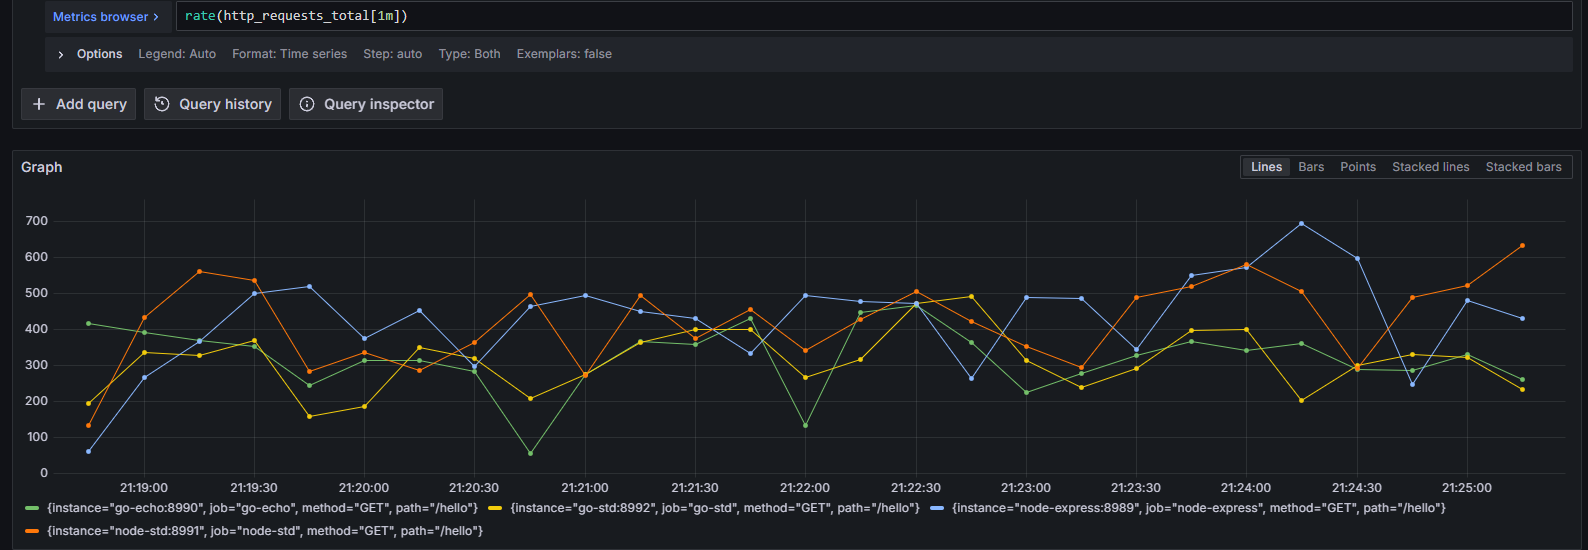 Metrics browser > rate(http_requests_total[1m])
> Options Legend: Auto Format: Time series Step: auto Type: Both Exemplars: false
+ Add query Query history Query inspector
Graph Lines Bars Points Stacked lines Stacked bars
700
600
500
400
300
200
100
0
21:19:00 21:19:30 21:20:00 21:20:30 21:21:00 21:21:30 21:22:00 21:22:30 21:23:00 21:23:30 21:24:00 21:24:30 21:25:00
{instance="go-echo:8990", job="go-echo", method="GET", path="/hello"} {instance="go-std:8992", job="go-std", method="GET", path="/hello"} {instance="node-express:8989", job="node-express", method="GET", path="/hello"}
{instance="node-std:8991", job="node-std", method="GET", path="/hello"}